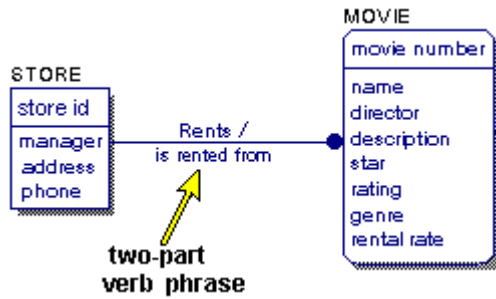 STORE
store id
manager
address
phone
Rents /
is rented from
two-part
verb phrase
MOVIE
movie number
name
director
description
star
rating
genre
rental rate